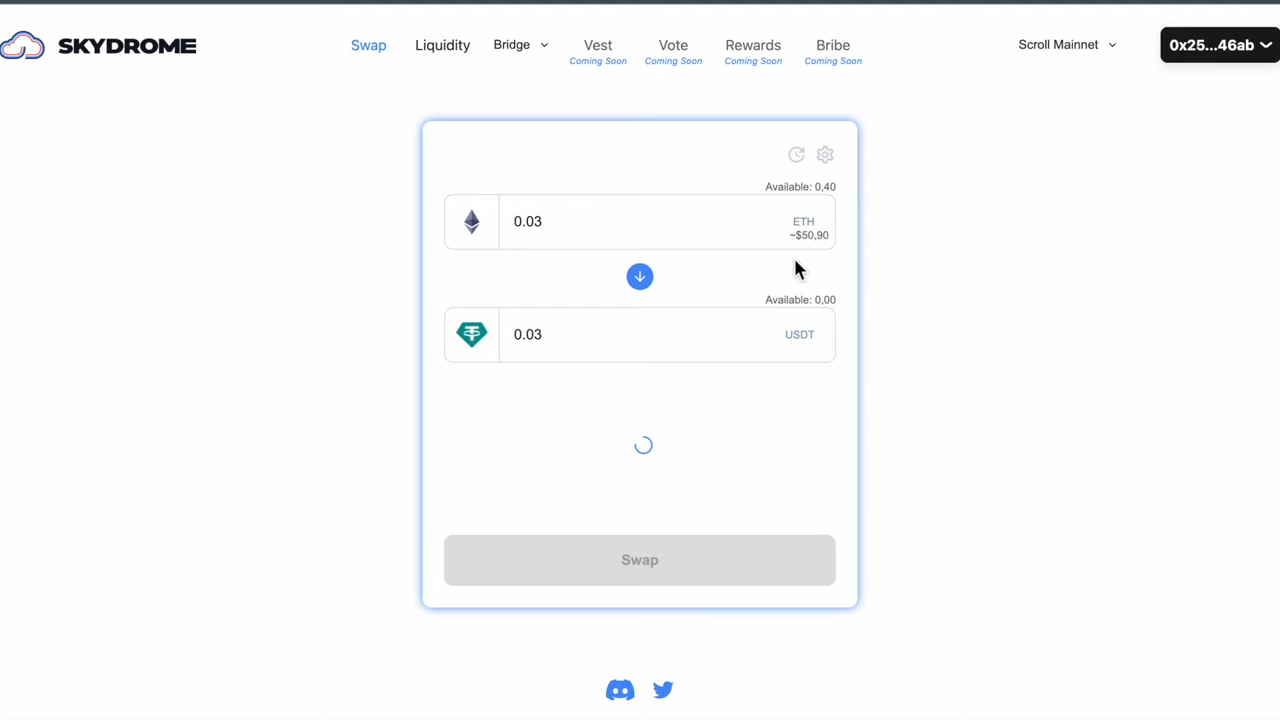 SKYDROME
Swap Liquidity Bridge Vest Vote Rewards Bribe
Coming Soon Coming Soon Coming Soon Coming Soon
Scroll Mainnet
0x25...46ab
Available: 0,40
0.03 ETH
~$50,90
Available: 0,00
0.03 USDT
Swap